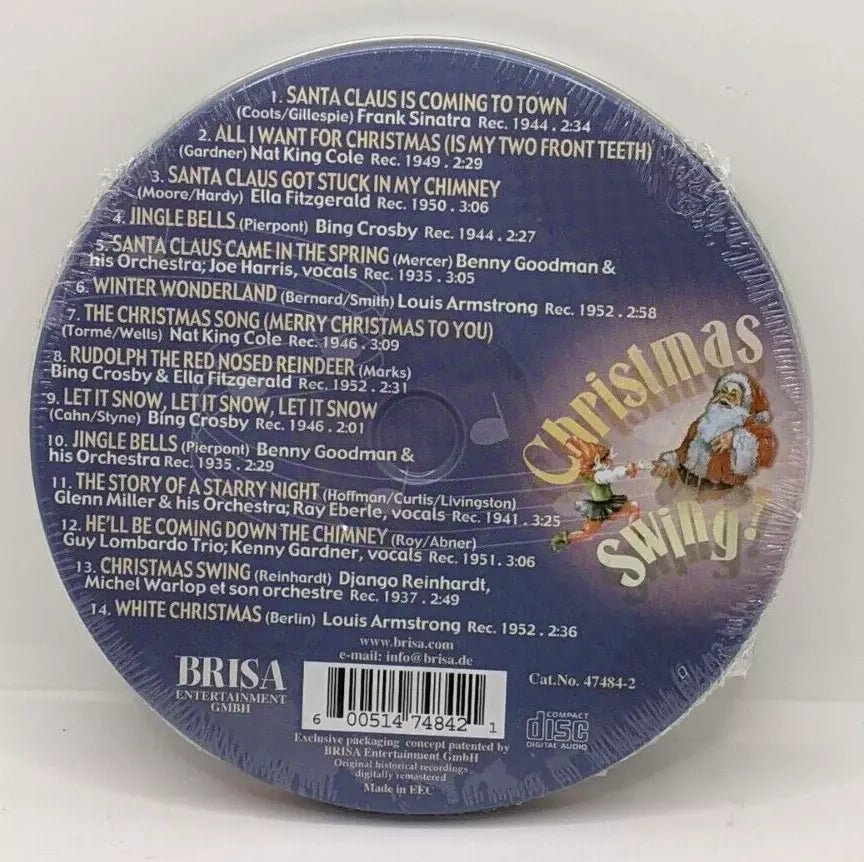 1. SANTA CLAUS IS COMING TO TOWN
(Cools/Gillespie) Frank Sinatra Rec. 1944 . 2:34
2. ALL I WANT FOR CHRISTMAS (IS MY TWO FRONT TEETH)
(Gardner) Nat King Cole Rec. 1949 . 2:29
3. SANTA CLAUS GOT STUCK IN MY CHIMNEY
(Moore/Hardy) Ella Fitzgerald Rec. 1950 . 3:06
4. JINGLE BELLS (Pierpont) Bing Crosby Rec. 1944 . 2:27
5. SANTA CLAUS CAME IN THE SPRING (Mercer) Benny Goodman &
his Orchestra; Joe Harris, vocals Rec. 1935 . 3:05
6. WINTER WONDERLAND (Bernard/Smith) Louis Armstrong Rec. 1952 . 2:58
7. THE CHRISTMAS SONG (MERRY CHRISTMAS TO YOU)
(Tormé/Wells) Nat King Cole Rec. 1946 . 3:09
8. RUDOLPH THE RED NOSED REINDEER (Marks)
Bing Crosby & Ella Fitzgerald Rec. 1952 . 2:31
9. LET IT SNOW, LET IT SNOW, LET IT SNOW
(Cahn/Styne) Bing Crosby Rec. 1946 . 2:01
10. JINGLE BELLS (Pierpont) Benny Goodman &
his Orchestra Rec. 1935 . 2:29
11. THE STORY OF A STARRY NIGHT (Hoffman/Curtis/Livingston)
Glenn Miller & his Orchestra; Ray Eberle, vocals Rec. 1941 . 3:25
12. HE'LL BE COMING DOWN THE CHIMNEY (Roy/Abner)
Guy Lombardo Trio; Kenny Gardner, vocals Rec. 1951 . 3:06
13. CHRISTMAS SWING (Reinhardt) Django Reinhardt,
Michel Warlop et son orchestre Rec. 1937 . 2:49
14. WHITE CHRISTMAS (Berlin) Louis Armstrong Rec. 1952 . 2:36
Christmas
Swing!
www.brisa.com
e-mail: info@brisa.de
BRISA
ENTERTAINMENT
GMBH
6 00514 74842 1
Cat.No. 47484-2
COMPACT
disc
DIGITAL AUDIO
Exclusive packaging concept patented by
BRISA Entertainment GmbH
Original historical recordings
digitally remastered
Made in EEC